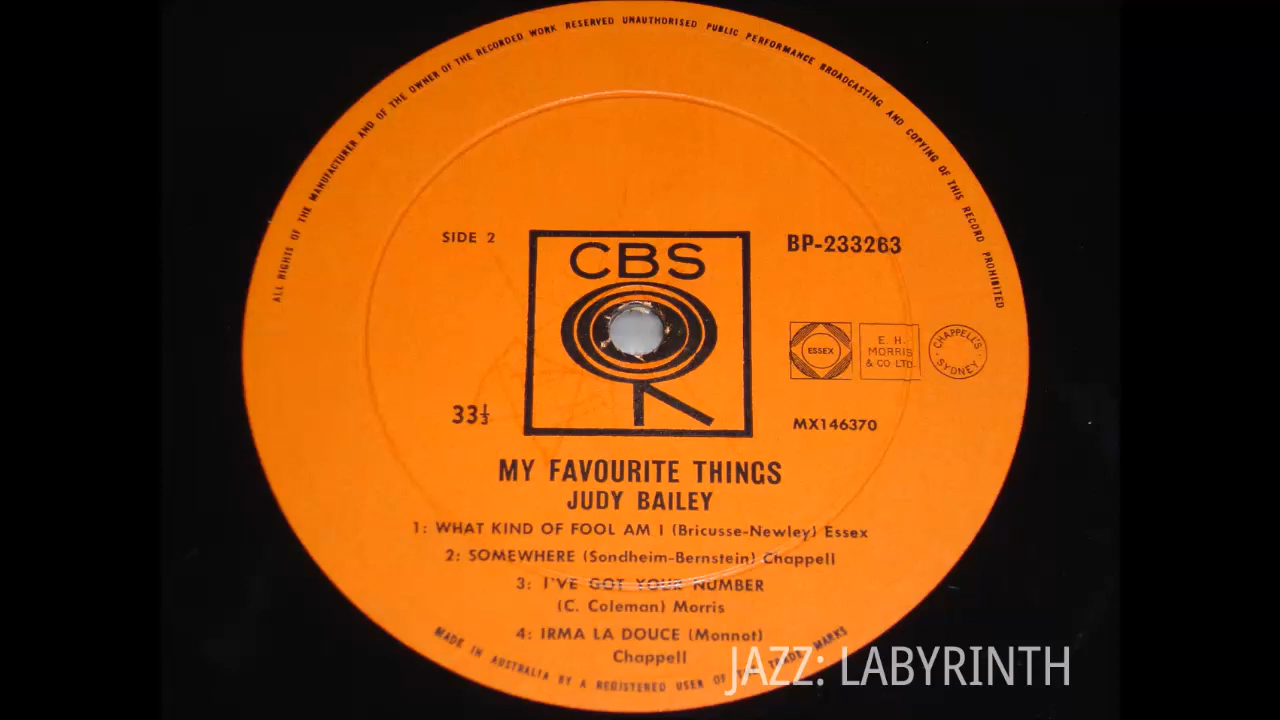 ALL RIGHTS OF THE MANUFACTURER AND OF THE OWNER OF THE RECORDED WORK RESERVED UNAUTHORISED PUBLIC PERFORMANCE BROADCASTING AND COPYING OF THIS RECORD PROHIBITED
SIDE 2
CBS
BP-233263
ESSEX
E. H.
MORRIS
& CO LTD
CHAPPELL'S
SYDNEY
33⅓
MX146370
MY FAVOURITE THINGS
JUDY BAILEY
1: WHAT KIND OF FOOL AM I (Bricusse-Newley) Essex
2: SOMEWHERE (Sondheim-Bernstein) Chappell
3: I'VE GOT YOUR NUMBER
(C. Coleman) Morris
4: IRMA LA DOUCE (Monnot)
Chappell
MADE IN AUSTRALIA BY A REGISTERED USER OF THE TRADE MARKS
JAZZ: LABYRINTH